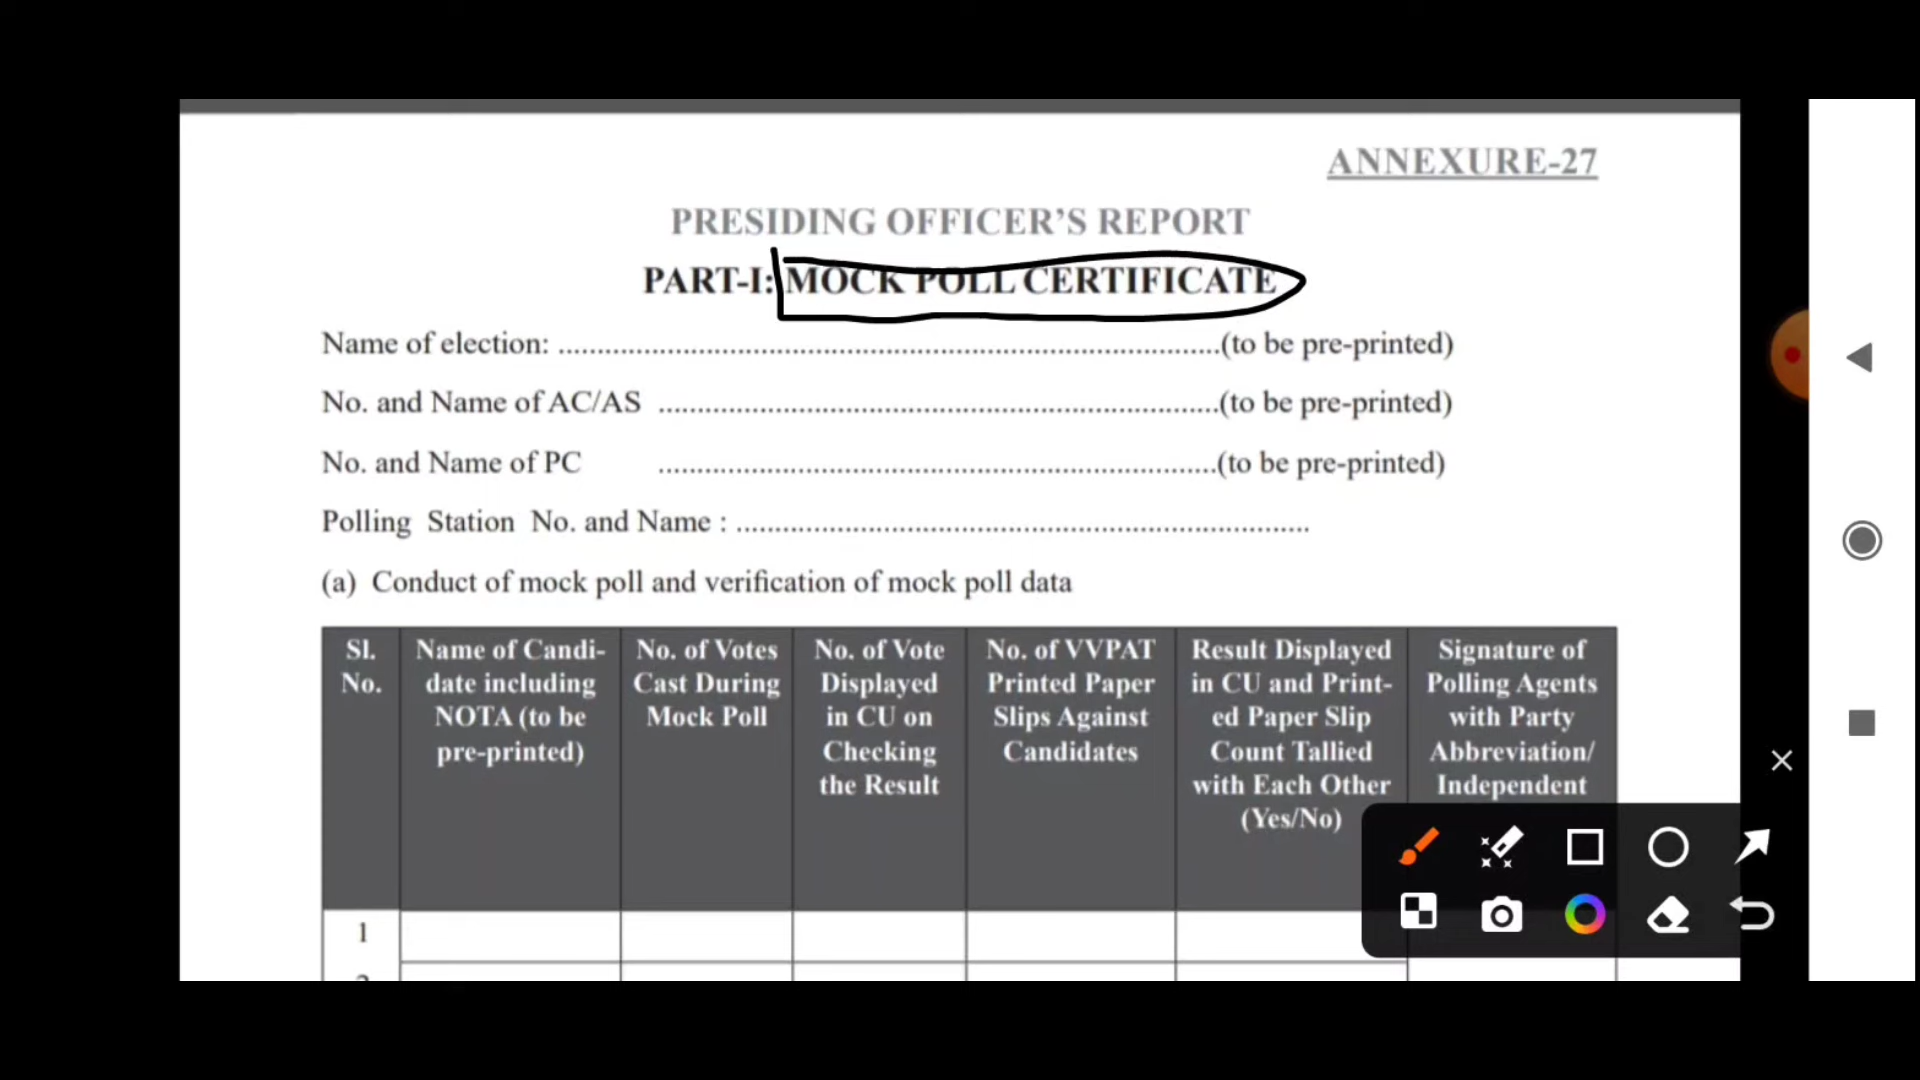 ANNEXURE-27
PRESIDING OFFICER'S REPORT
PART-I: MOCK POLL CERTIFICATE
Name of election: ......................................................................................(to be pre-printed)
No. and Name of AC/AS .........................................................................(to be pre-printed)
No. and Name of PC .........................................................................(to be pre-printed)
Polling Station No. and Name : ...........................................................................
(a) Conduct of mock poll and verification of mock poll data
Sl.
No.
Name of Candi-
date including
NOTA (to be
pre-printed)
No. of Votes
Cast During
Mock Poll
No. of Vote
Displayed
in CU on
Checking
the Result
No. of VVPAT
Printed Paper
Slips Against
Candidates
Result Displayed
in CU and Print-
ed Paper Slip
Count Tallied
with Each Other
(Yes/No)
Signature of
Polling Agents
with Party
Abbreviation/
Independent
1